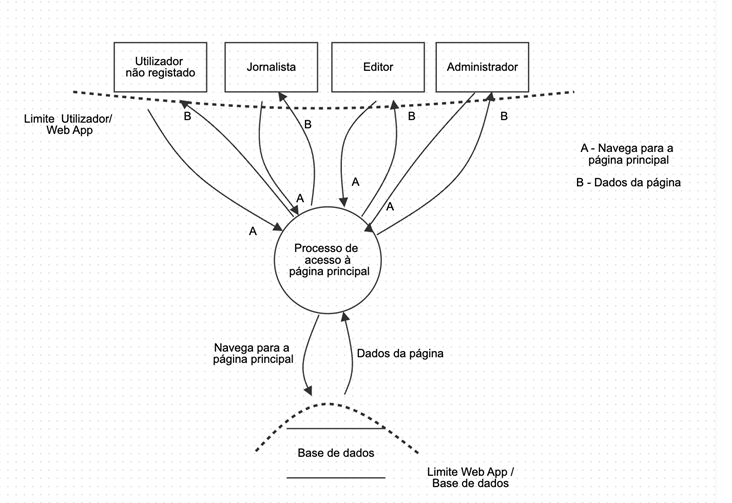 Utilizador
não registado
Jornalista
Editor
Administrador
Limite Utilizador/
Web App
B
B
B
B
A - Navega para a
página principal
B - Dados da página
A
A
A
A
Processo de
acesso à
página principal
Navega para a
página principal
Dados da página
Base de dados
Limite Web App /
Base de dados